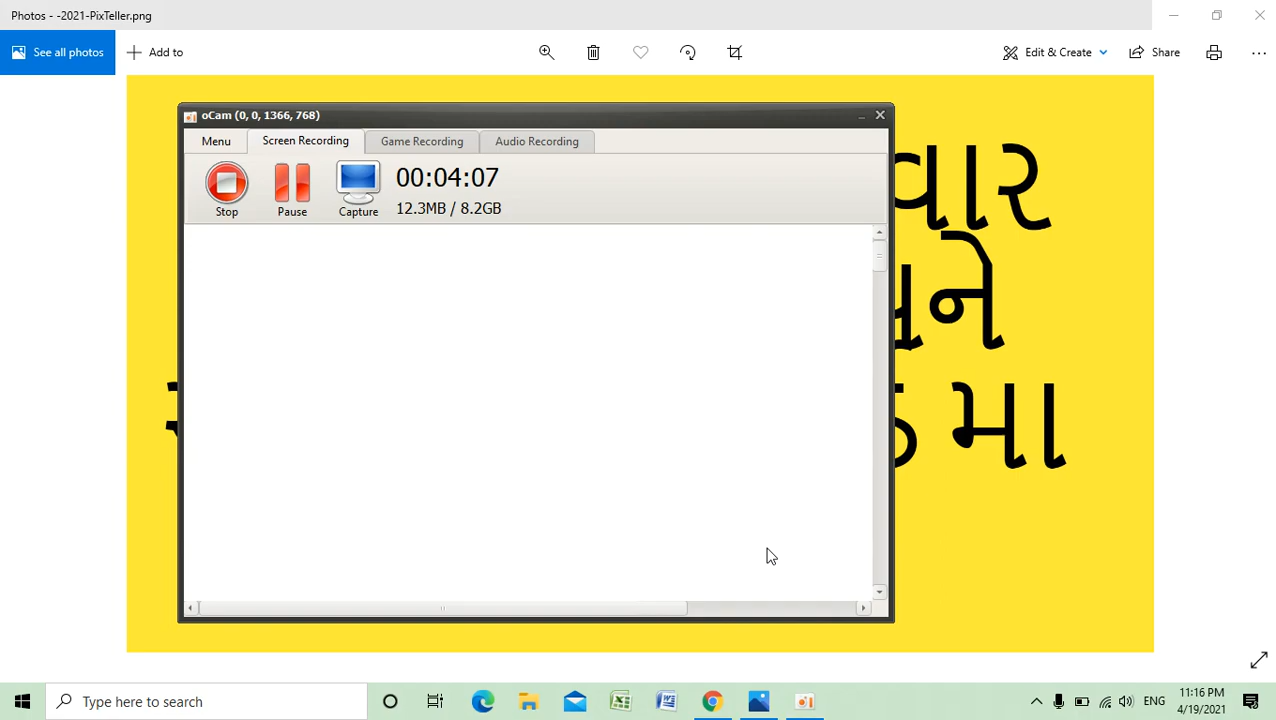 Photos - -2021-PixTeller.png
See all photos
Add to
Edit & Create
Share
oCam (0, 0, 1366, 768)
Menu
Screen Recording
Game Recording
Audio Recording
00:04:07
12.3MB / 8.2GB
Stop
Pause
Capture
મા
Type here to search
ENG
11:16 PM
4/19/2021